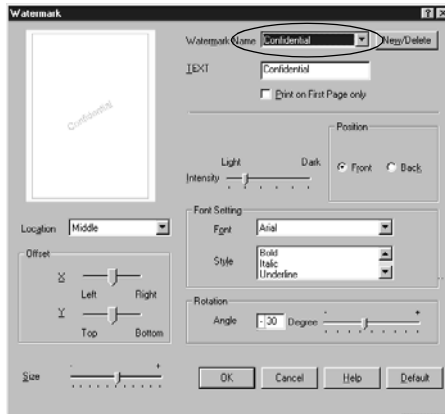 Watermark
Watermark Name Confidential New/Delete
TEXT Confidential
Print on First Page only
Confidential
Position
Front Back
Light Dark
Intensity
Location Middle
Font Setting
Font Arial
Style Bold
Italic
Underline
Offset
X
Left Right
Y
Top Bottom
Rotation
Angle - 30 Degree - +
Size - +
OK Cancel Help Default